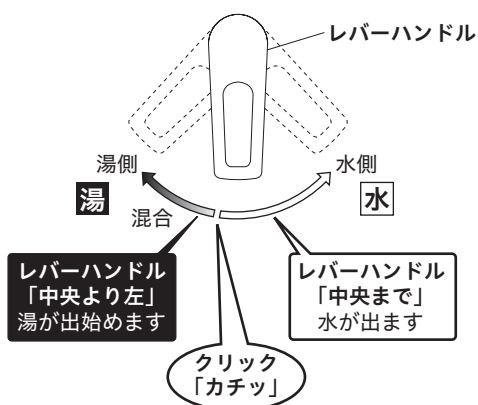 レバーハンドル
湯側
水側
湯
水
混合
レバーハンドル
「中央より左」
湯が出始めます
レバーハンドル
「中央まで」
水が出ます
クリック
「カチッ」